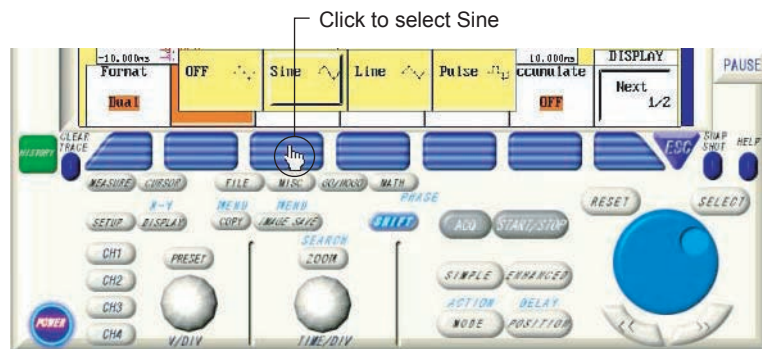 Click to select Sine
-10.000ms 10.000ms DISPLAY
Format OFF Sine Line Pulse ccumulate Next PAUSE
Dual OFF 1/2
HISTORY CLEAR TRACE ESC SNAP SHOT HELP
MEASURE CURSOR FILE MISC GO/NOGO MATH
X-Y MENU MENU PHASE RESET SELECT
SETUP DISPLAY COPY IMAGE SAVE SHIFT ACQ START/STOP
SEARCH
CH1 PRESET ZOOM
CH2 SIMPLE ENHANCED
CH3 ACTION DELAY
POWER CH4 MODE POSITION << >>
V/DIV TIME/DIV